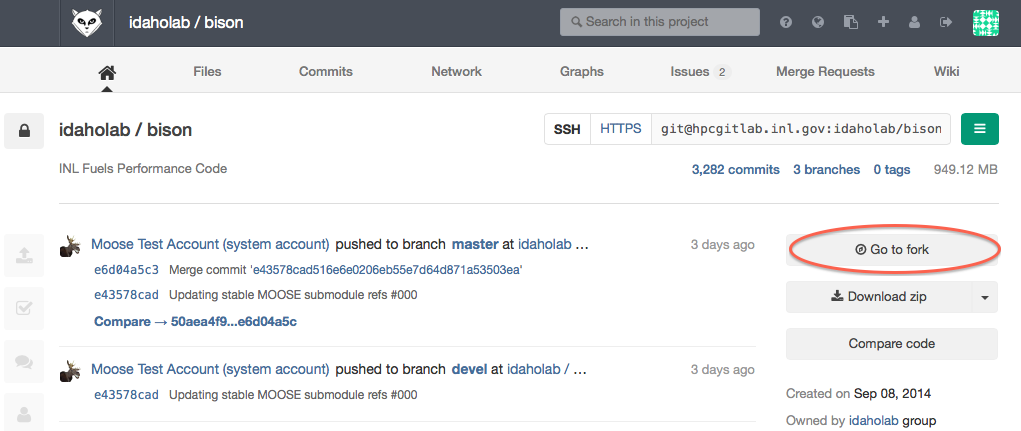 idaholab / bison
Search in this project
Files Commits Network Graphs Issues 2 Merge Requests Wiki
idaholab / bison
SSH HTTPS git@hpcgitlab.inl.gov:idaholab/bison
INL Fuels Performance Code
3,282 commits 3 branches 0 tags 949.12 MB
Moose Test Account (system account) pushed to branch master at idaholab ... 3 days ago
Go to fork
e6d04a5c3 Merge commit 'e43578cad516e6e0206eb55e7d64d871a53503ea'
e43578cad Updating stable MOOSE submodule refs #000
Download zip
Compare → 50aea4f9...e6d04a5c
Compare code
Moose Test Account (system account) pushed to branch devel at idaholab / ... 3 days ago
e43578cad Updating stable MOOSE submodule refs #000
Created on Sep 08, 2014
Owned by idaholab group